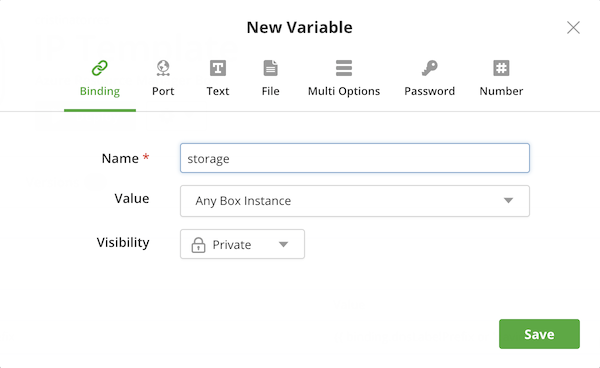 New Variable
Binding Port Text File Multi Options Password Number
Name *
storage
Value
Any Box Instance
Visibility
Private
Save